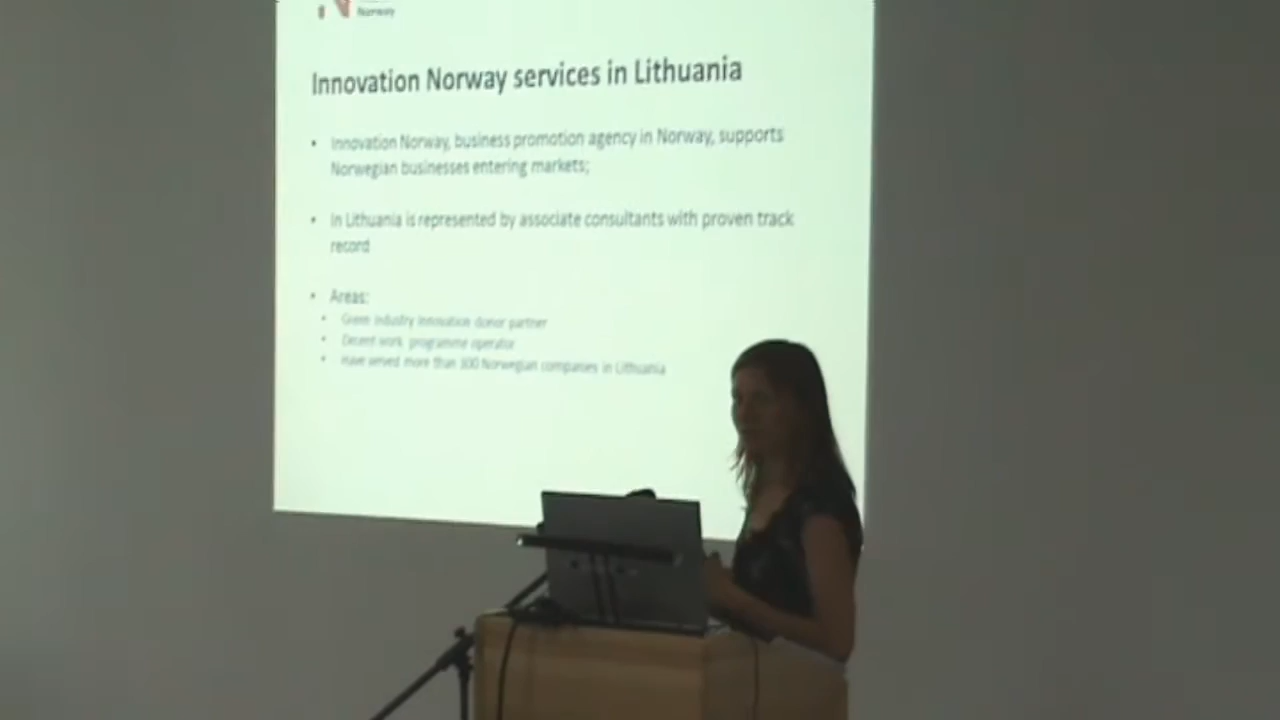 Norway
Innovation Norway services in Lithuania
• Innovation Norway, business promotion agency in Norway, supports
Norwegian businesses entering markets;
• In Lithuania is represented by associate consultants with proven track
record
• Areas:
• Green Industry Innovation donor partner
• Decent work programme operator
• Have served more than 300 Norwegian companies in Lithuania